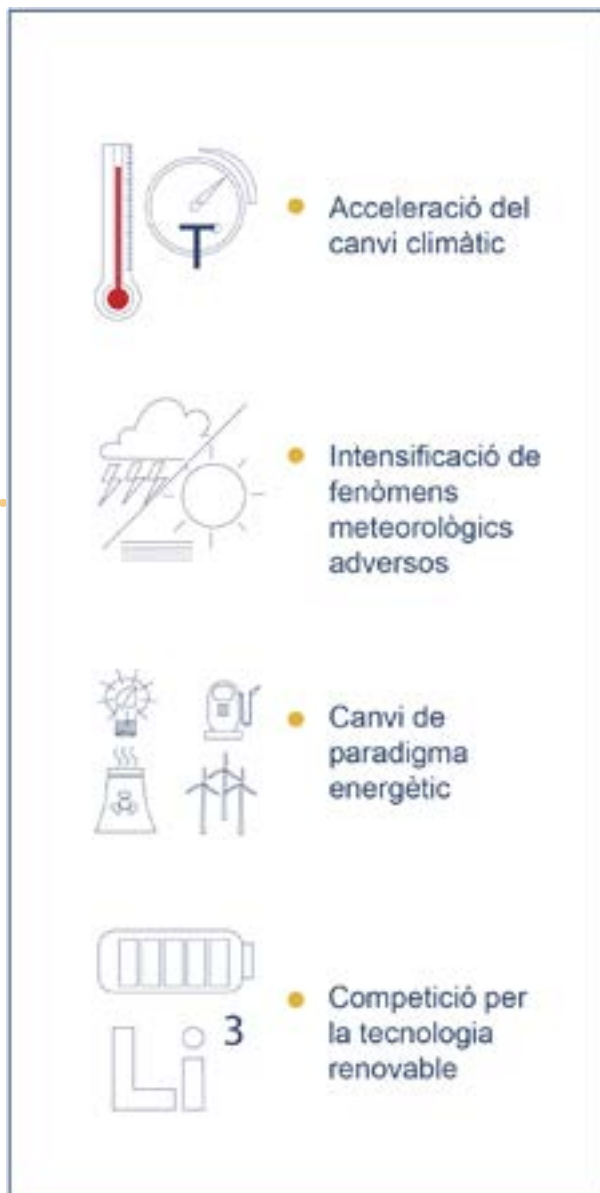 T
Acceleració del
canvi climàtic
Intensificació de
fenòmens
meteorològics
adversos
Canvi de
paradigma
energètic
Li 3
Competició per
la tecnologia
renovable